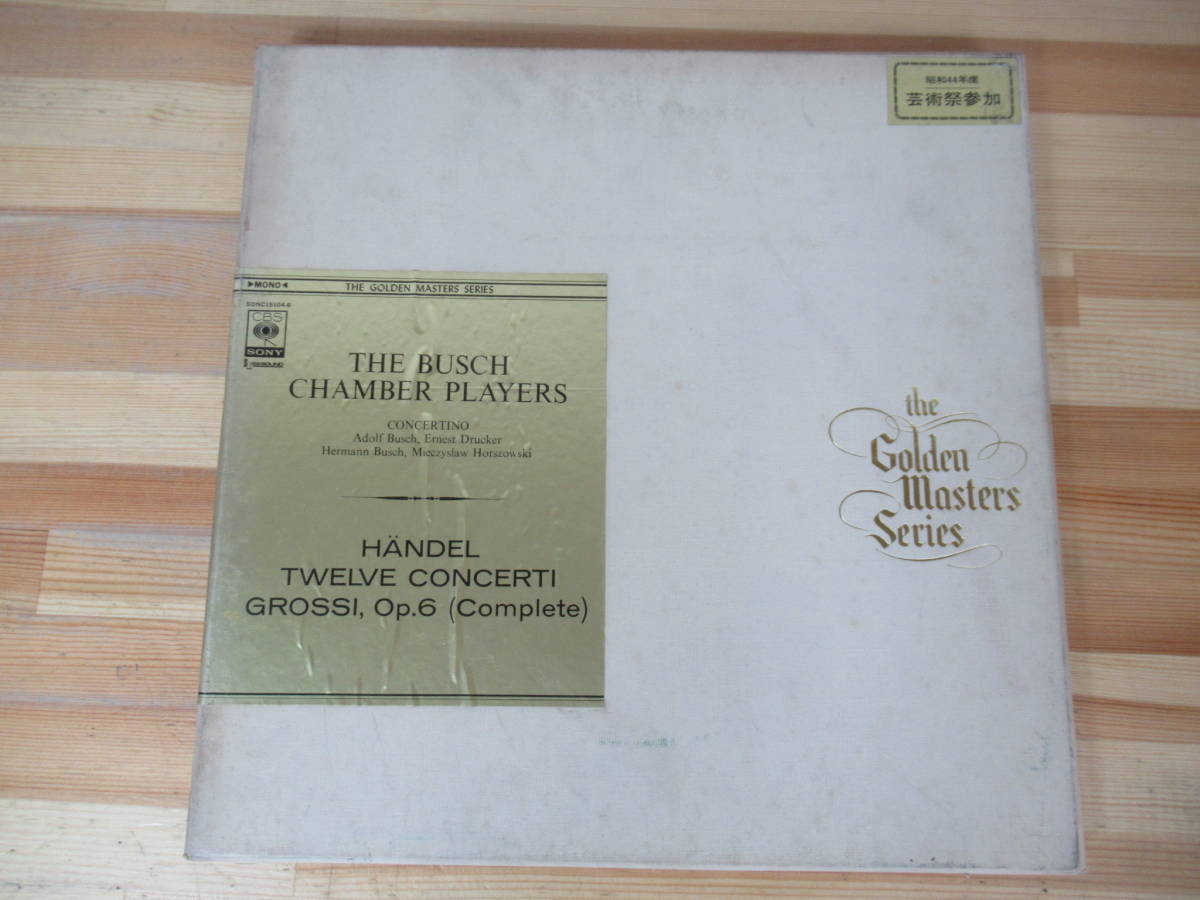 昭和44年度
芸術祭参加
MONO
THE GOLDEN MASTERS SERIES
SONC15104-6
CBS
SONY
THE BUSCH
CHAMBER PLAYERS
CONCERTINO
Adolf Busch, Ernest Drucker
Hermann Busch, Mieczyslaw Horszowski
HÄNDEL
TWELVE CONCERTI
GROSSI, Op.6 (Complete)
the
Golden
Masters
Series